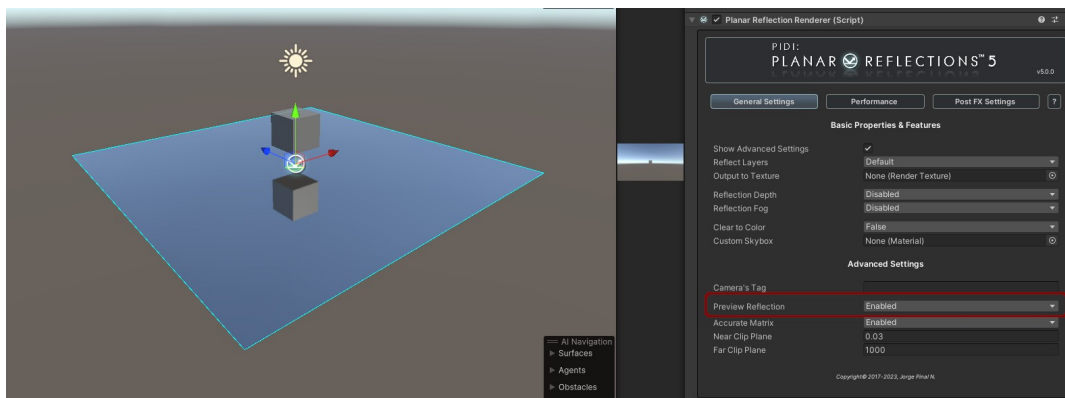 Planar Reflection Renderer (Script)
PIDI:
PLANAR REFLECTIONS™ 5
v5.0.0
General Settings
Performance
Post FX Settings
?
Basic Properties & Features
Show Advanced Settings
Reflect Layers Default
Output to Texture None (Render Texture)
Reflection Depth Disabled
Reflection Fog Disabled
Clear to Color False
Custom Skybox None (Material)
Advanced Settings
Camera's Tag
Preview Reflection Enabled
Accurate Matrix Enabled
Near Clip Plane 0.03
Far Clip Plane 1000
Copyright© 2017-2023, Jorge Pinal N.
AI Navigation
Surfaces
Agents
Obstacles